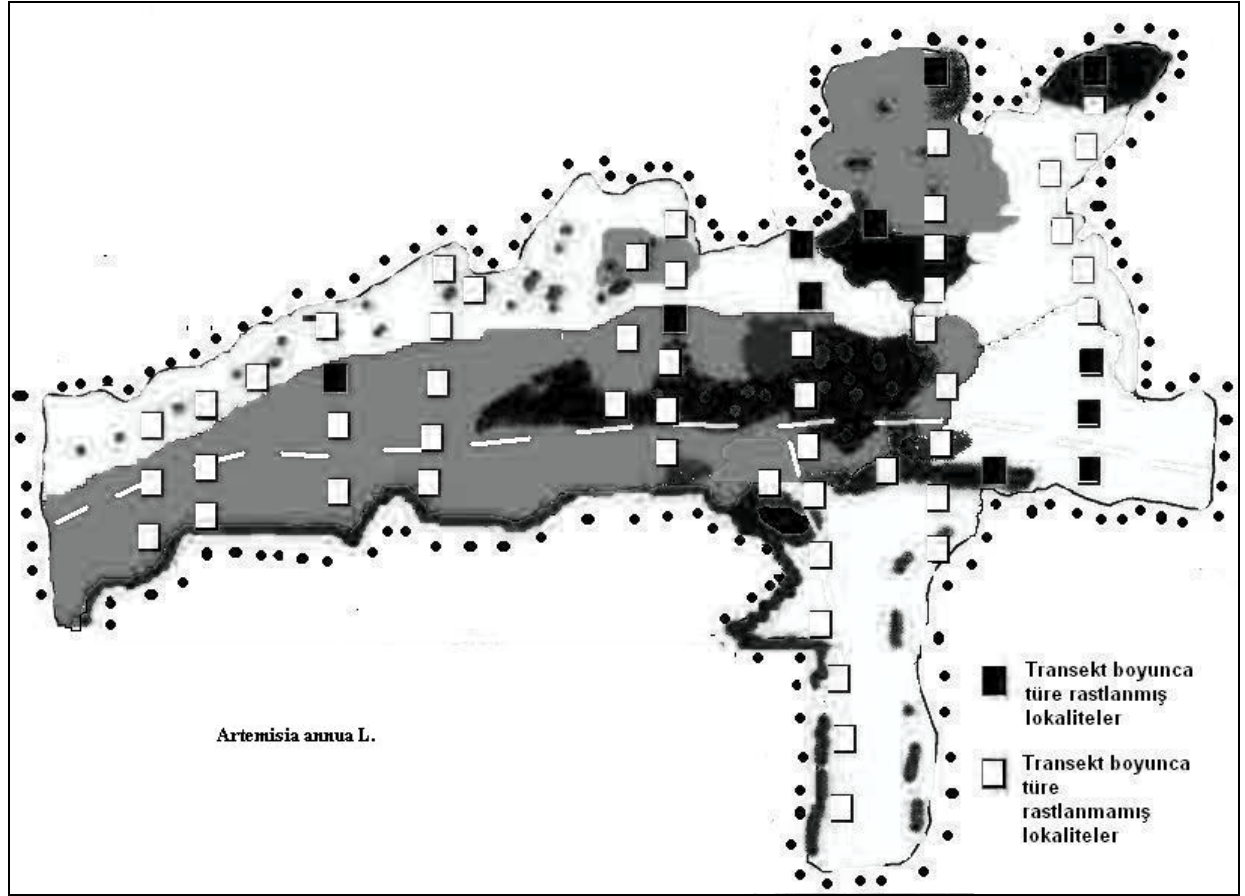 Artemisia annua L.
Transekt boyunca
türe rastlanmış
lokaliteler
Transekt boyunca
türe
rastlanmamış
lokaliteler